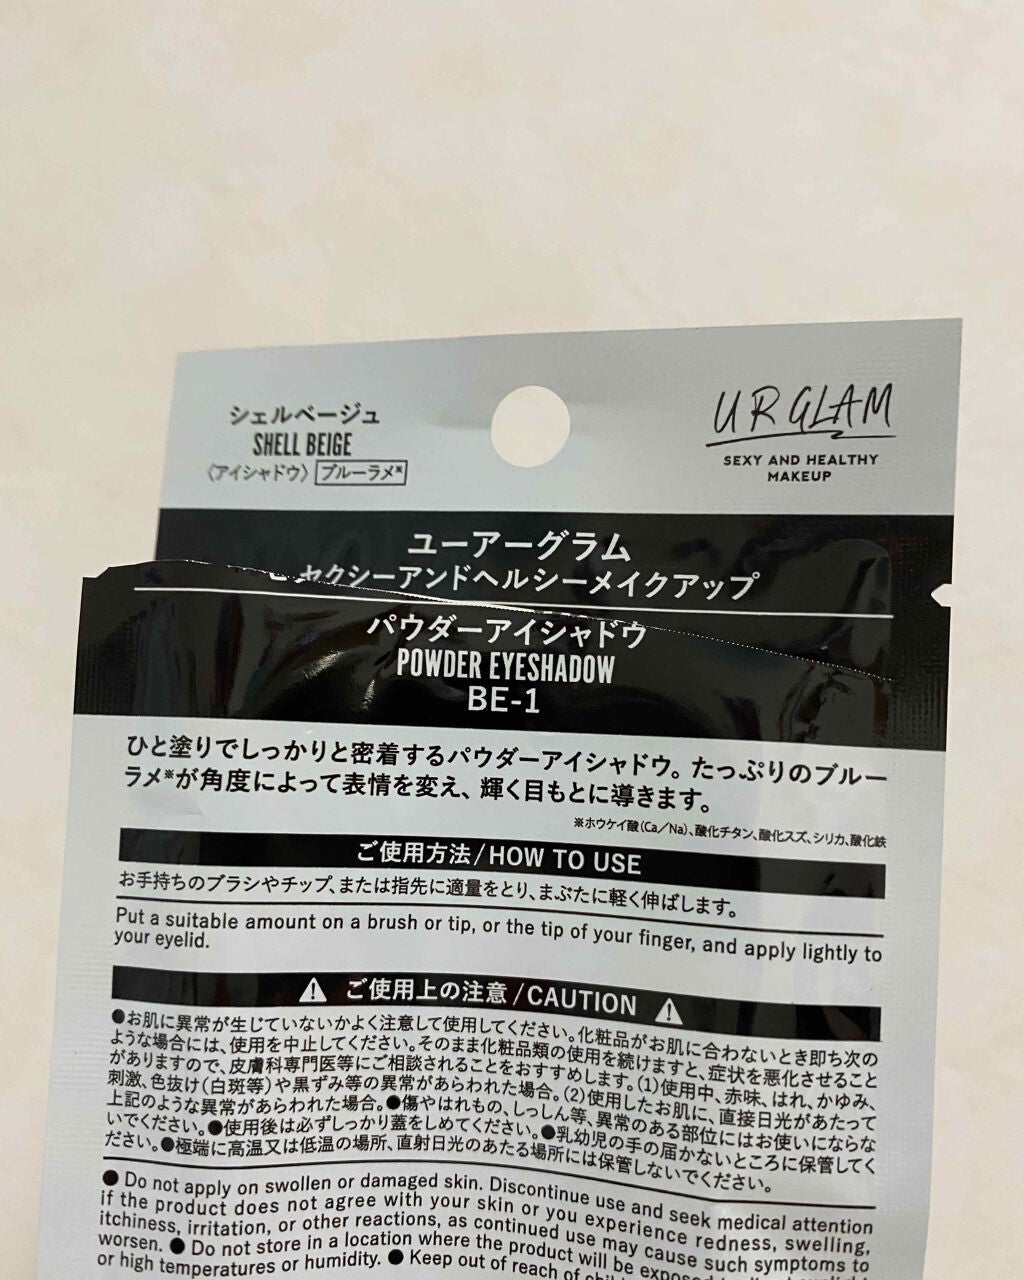 シェルベージュ
SHELL BEIGE
〈アイシャドウ〉 ブルーラメ※
UR GLAM
SEXY AND HEALTHY
MAKEUP
ユーアーグラム
セクシーアンドヘルシーメイクアップ
パウダーアイシャドウ
POWDER EYESHADOW
BE-1
ひと塗りでしっかりと密着するパウダーアイシャドウ。たっぷりのブルー
ラメ※が角度によって表情を変え、輝く目もとに導きます。
※ホウケイ酸(Ca/Na)、酸化チタン、酸化スズ、シリカ、酸化鉄
ご使用方法/HOW TO USE
お手持ちのブラシやチップ、または指先に適量をとり、まぶたに軽く伸ばします。
Put a suitable amount on a brush or tip, or the tip of your finger, and apply lightly to
your eyelid.
ご使用上の注意/CAUTION
●お肌に異常が生じていないかよく注意して使用してください。化粧品がお肌に合わないとき即ち次の
ような場合には、使用を中止してください。そのまま化粧品類の使用を続けますと、症状を悪化させること
がありますので、皮膚科専門医等にご相談されることをおすすめします。(1)使用中、赤味、はれ、かゆみ、
刺激、色抜け(白斑等)や黒ずみ等の異常があらわれた場合。(2)使用したお肌に、直接日光があたって
上記のような異常があらわれた場合。●傷やはれもの、しっしん等、異常のある部位にはお使いにならな
いでください。●使用後は必ずしっかり蓋をしめてください。●乳幼児の手の届かないところに保管してく
ださい。●極端に高温又は低温の場所、直射日光のあたる場所には保管しないでください。
● Do not apply on swollen or damaged skin. Discontinue use and seek medical attention
if the product does not agree with your skin or you experience redness, swelling,
itchiness, irritation, or other reactions, as continued use may cause such symptoms to
worsen. ● Do not store in a location where the product will be exposed
or high temperatures or humidity. ● Keep out of reach of